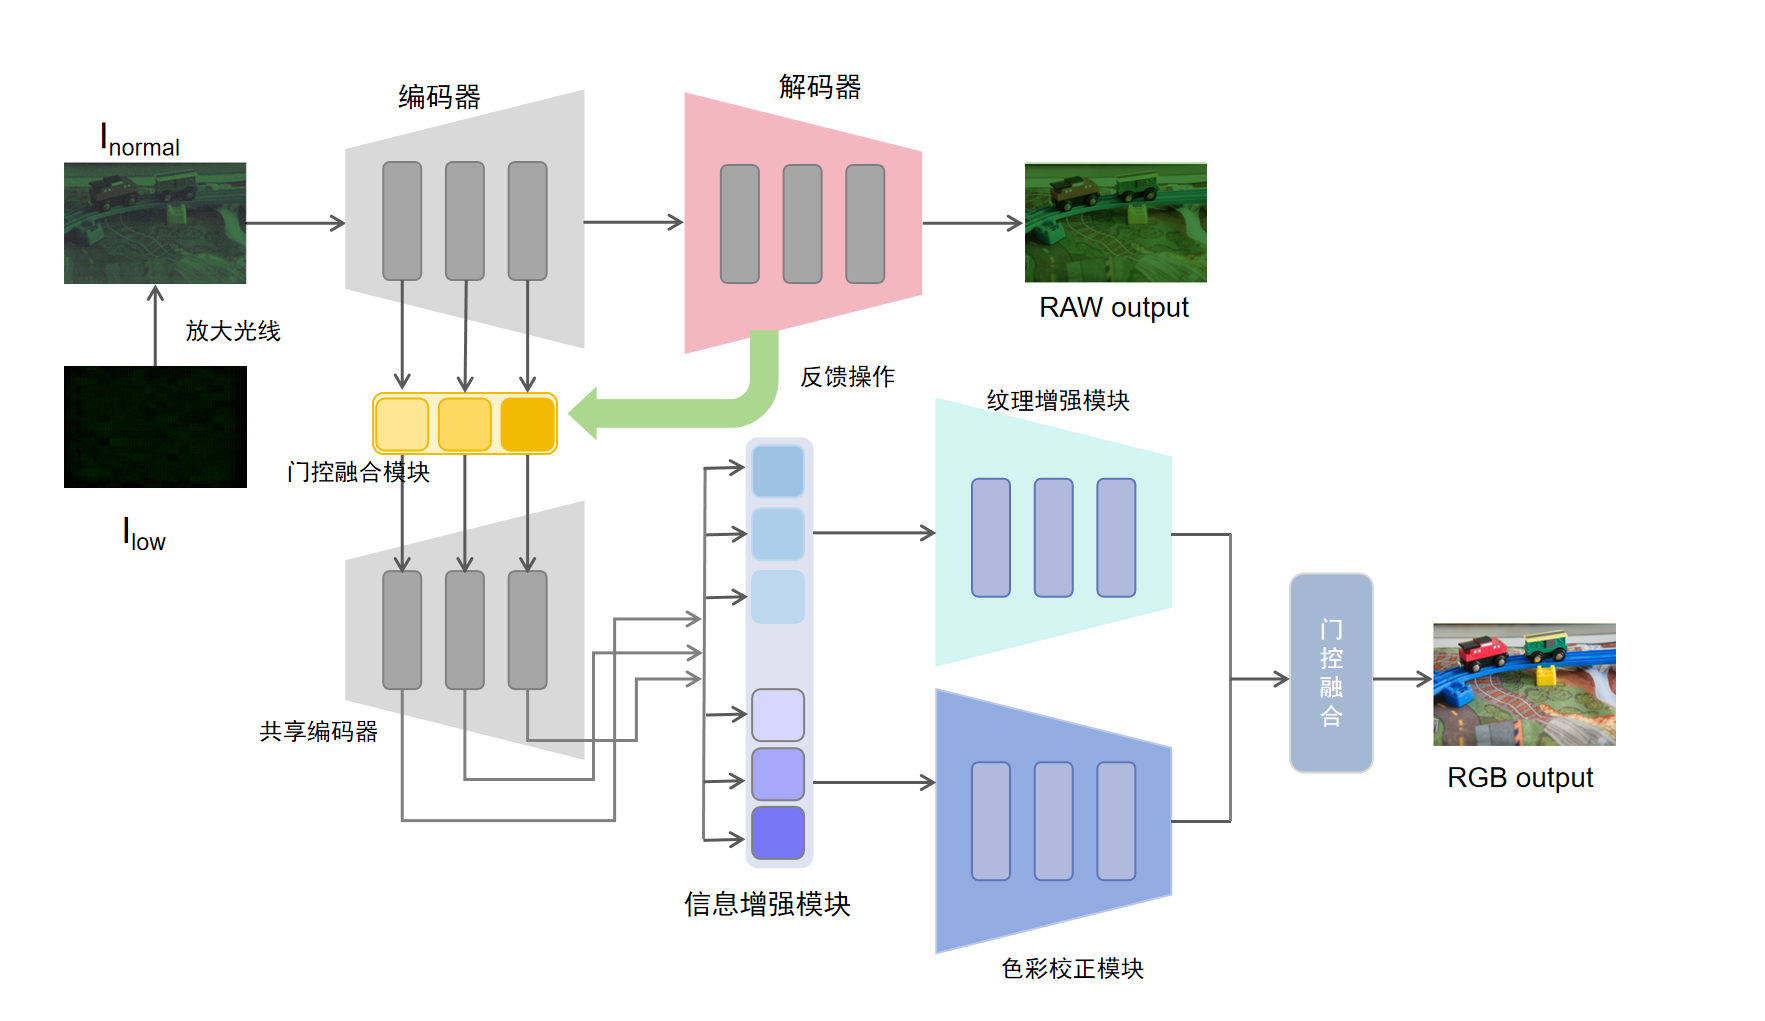 编码器
解码器
Inormal
RAW output
放大光线
反馈操作
纹理增强模块
门控融合模块
Ilow
门控融合
共享编码器
RGB output
信息增强模块
色彩校正模块